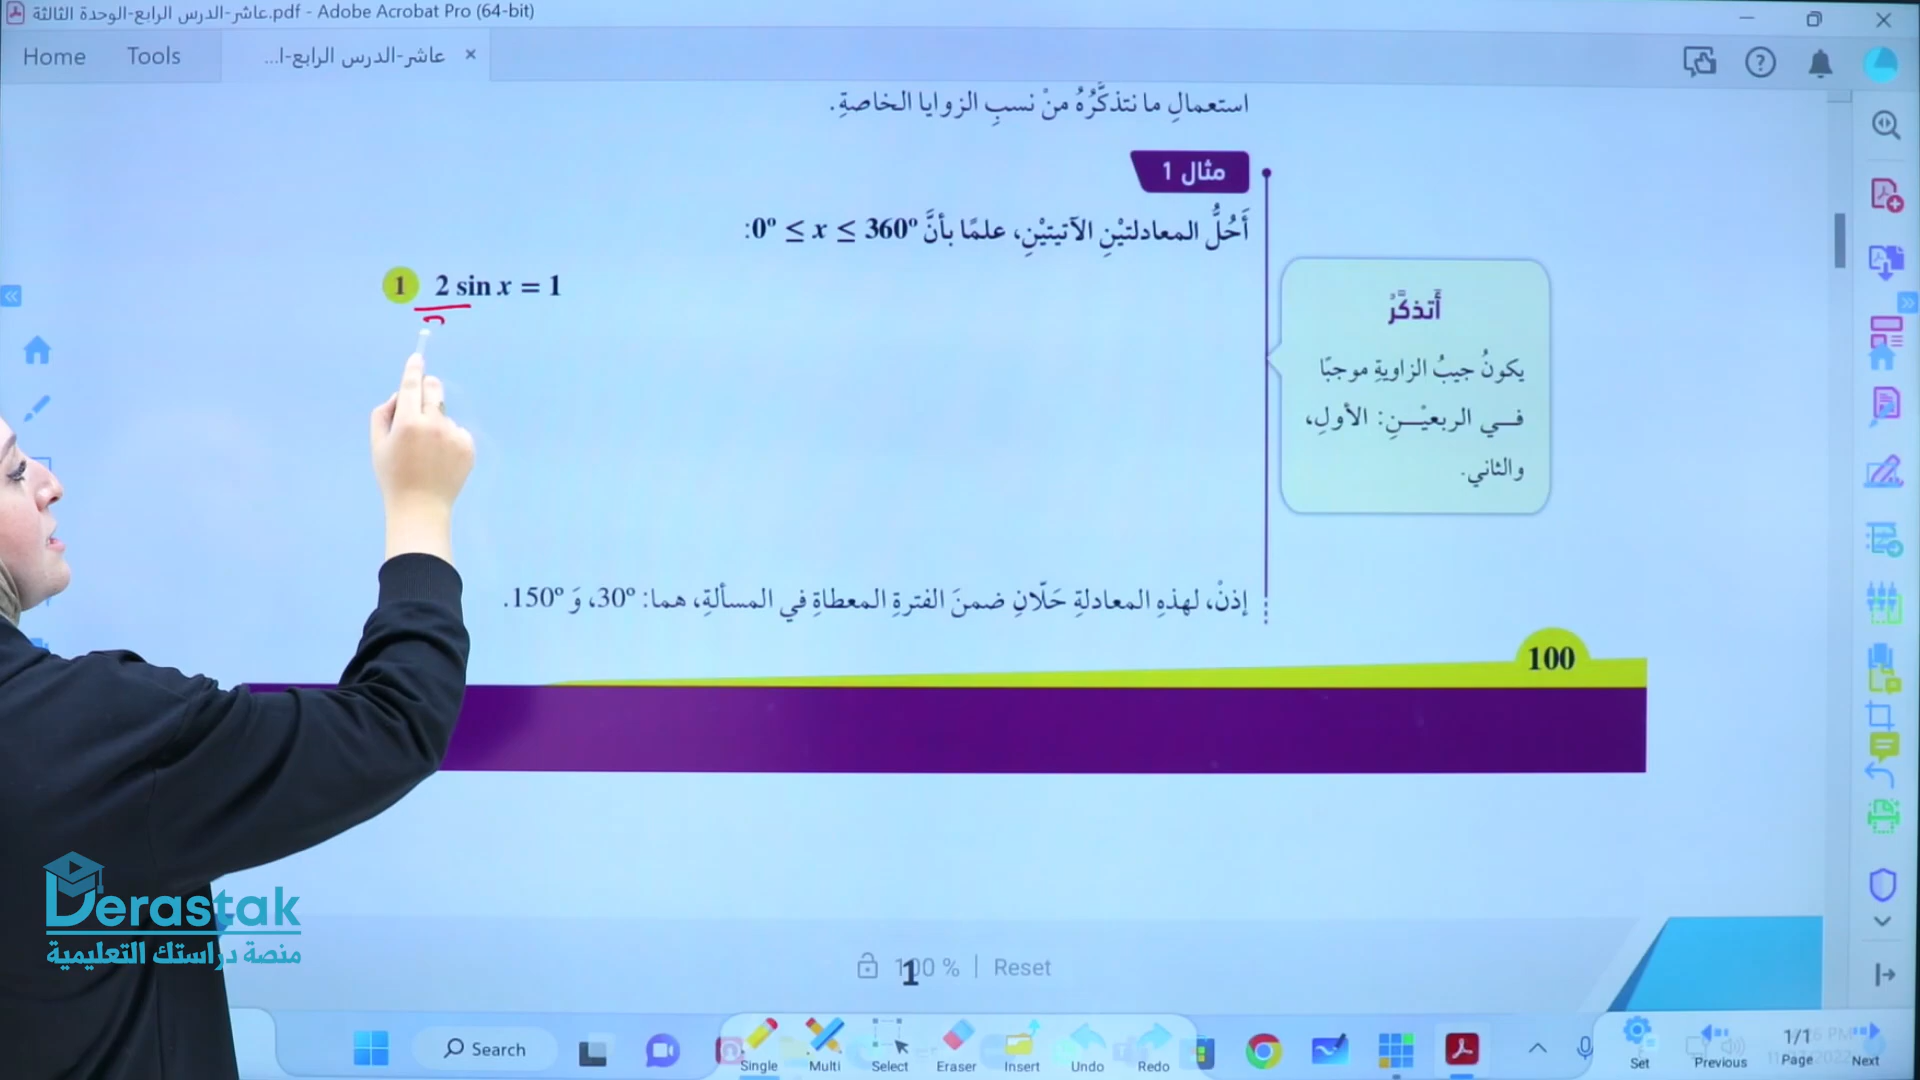 عاشر-الدرس الرابع-الوحدة الثالثة.pdf - Adobe Acrobat Pro (64-bit)
Home
Tools
عاشر-الدرس الرابع-ا...
استعمالِ ما نتذكَّرُهُ منْ نسبِ الزوايا الخاصةِ.
مثال 1
أَحُلُّ المعادلتيْنِ الآتيتيْنِ، علمًا بأنَّ 0° ≤ x ≤ 360°:
1 2 sin x = 1
أَتذكَّرُ
يكونُ جيبُ الزاويةِ موجبًا
في الربعيْنِ: الأولِ،
والثاني.
إذنْ، لهذهِ المعادلةِ حَلّانِ ضمنَ الفترةِ المعطاةِ في المسألةِ، هما: 30°، وَ 150°.
100
Derastak
منصة دراستك التعليمية
100 % | Reset
1
Search
Single
Multi
Select
Eraser
Insert
Undo
Redo
Set
Previous
1/1
Page
Next